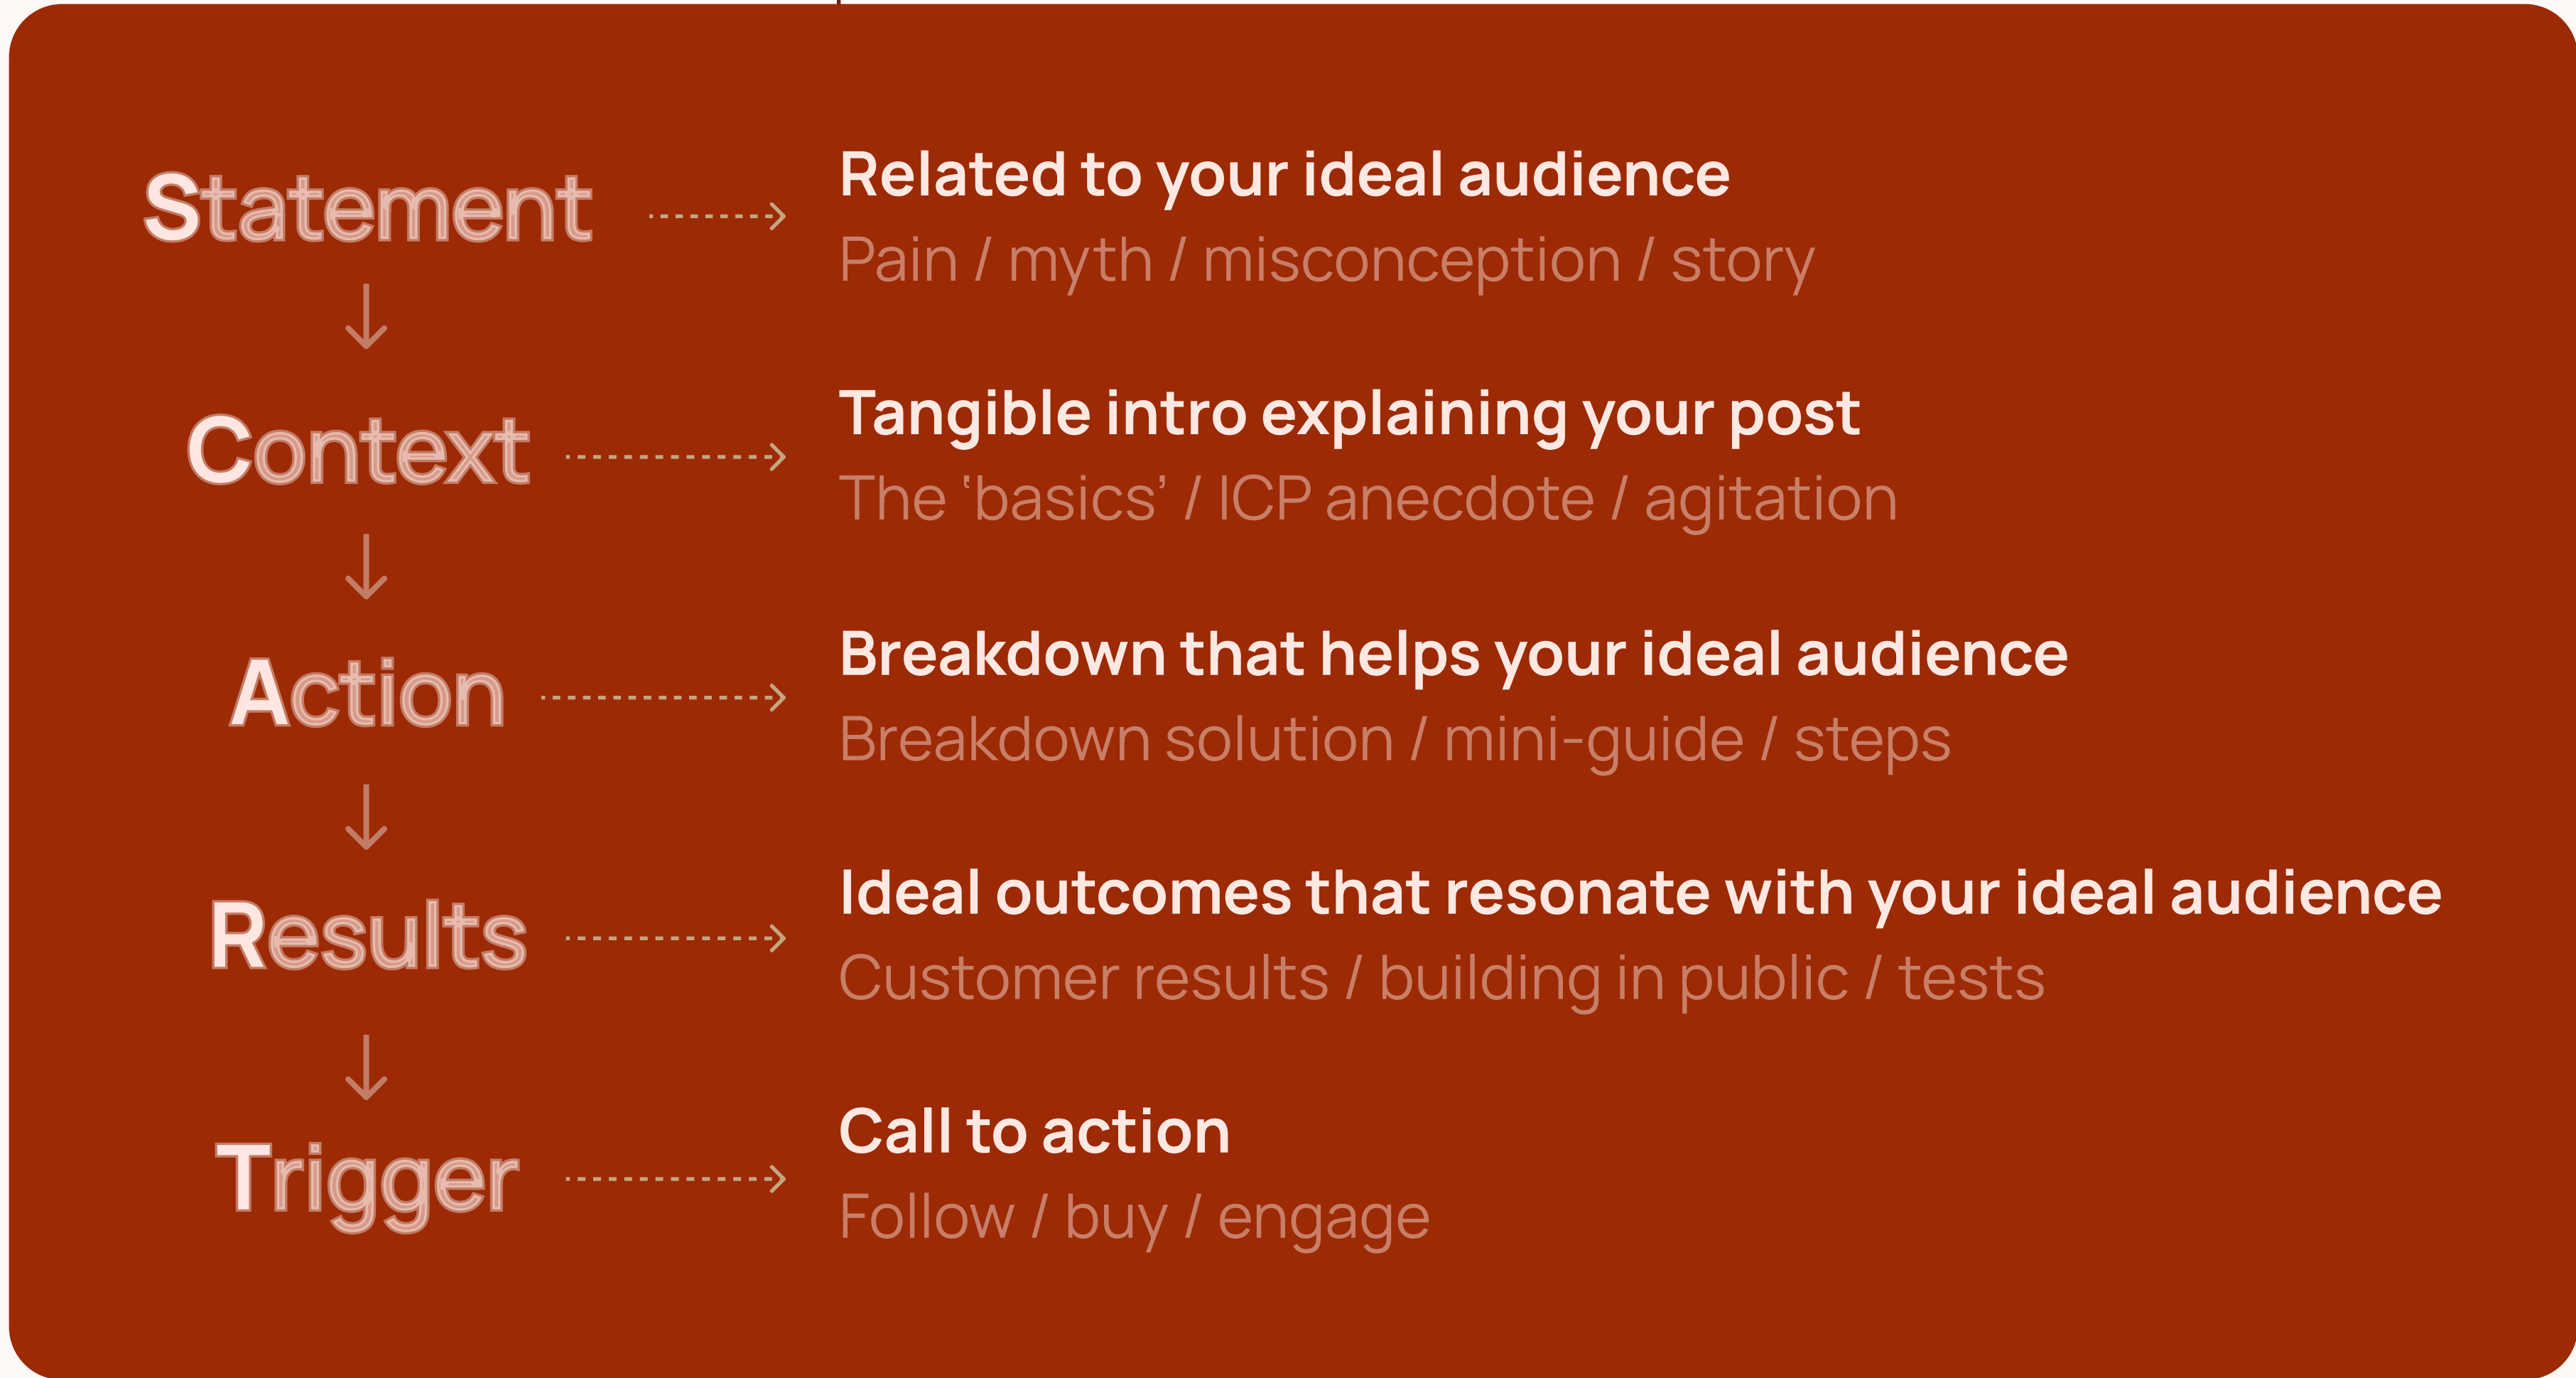 Statement
Related to your ideal audience
Pain / myth / misconception / story
Context
Tangible intro explaining your post
The ‘basics’ / ICP anecdote / agitation
Action
Breakdown that helps your ideal audience
Breakdown solution / mini-guide / steps
Results
Ideal outcomes that resonate with your ideal audience
Customer results / building in public / tests
Trigger
Call to action
Follow / buy / engage